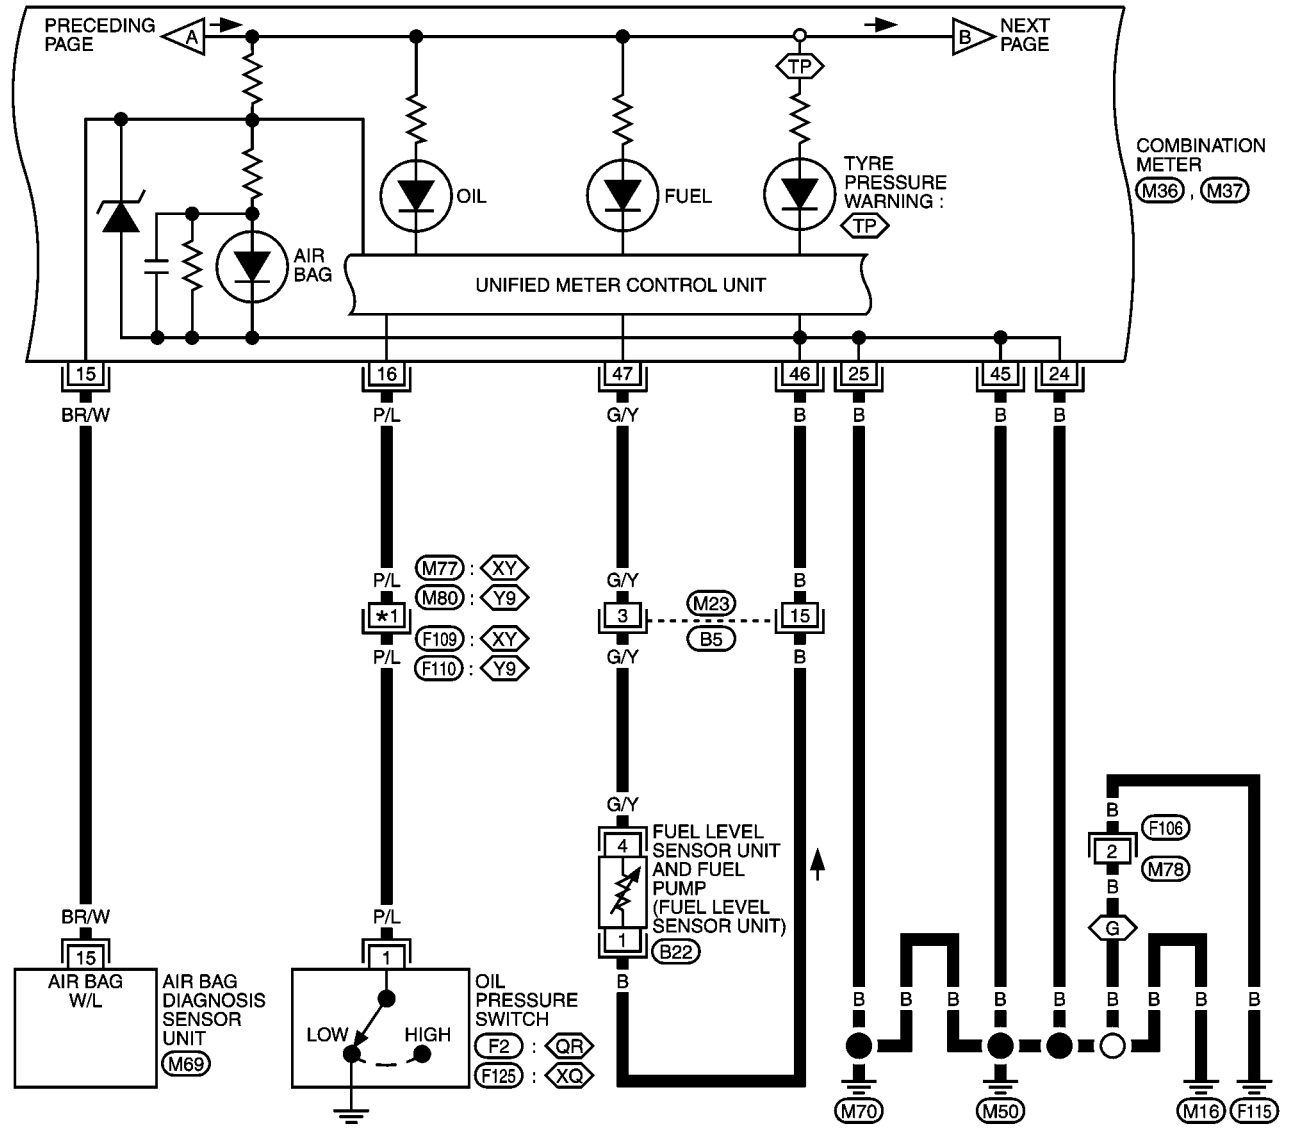 PRECEDING
PAGE
A
B
NEXT
PAGE
TP
COMBINATION
METER
M36 , M37
OIL
FUEL
TYRE
PRESSURE
WARNING :
TP
AIR
BAG
UNIFIED METER CONTROL UNIT
15
16
47
46
25
45
24
BR/W
P/L
G/Y
B
B
B
B
M77 : XY
M80 : Y9
P/L
G/Y
B
*1
3
M23
B5
15
F109 : XY
F110 : Y9
P/L
G/Y
B
G/Y
4
FUEL LEVEL
SENSOR UNIT
AND FUEL
PUMP
(FUEL LEVEL
SENSOR UNIT)
1
B22
B
B
F106
2
M78
B
G
BR/W
P/L
15
1
AIR BAG
W/L
AIR BAG
DIAGNOSIS
SENSOR
UNIT
M69
LOW
HIGH
OIL
PRESSURE
SWITCH
F2 : QR
F125 : XQ
B
B
B
B
B
B
B
B
B
M70
M50
M16
F115